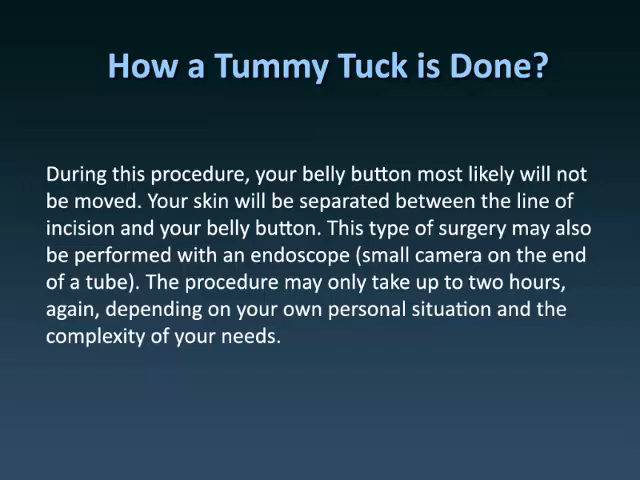 How a Tummy Tuck is Done?
During this procedure, your belly button most likely will not
be moved. Your skin will be separated between the line of
incision and your belly button. This type of surgery may also
be performed with an endoscope (small camera on the end
of a tube). The procedure may only take up to two hours,
again, depending on your own personal situation and the
complexity of your needs.